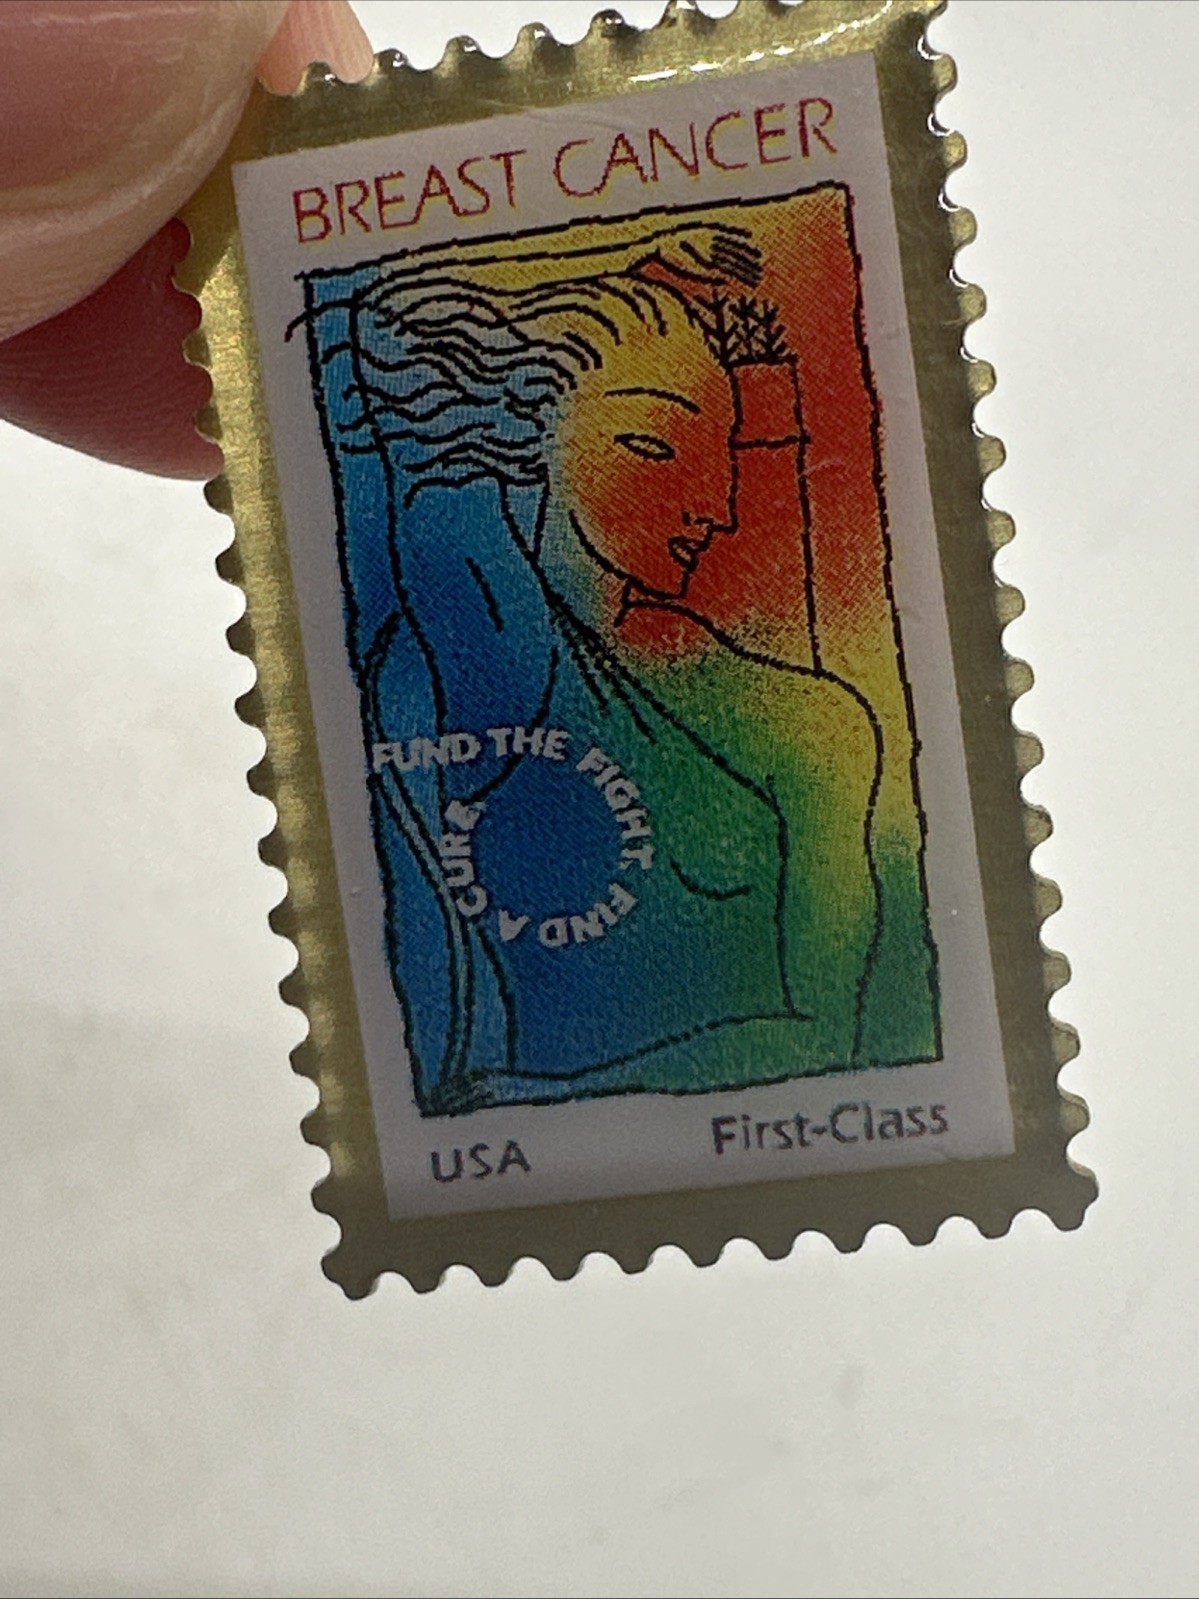 BREAST CANCER
FUND THE FIGHT. FIND A CURE
USA
First-Class